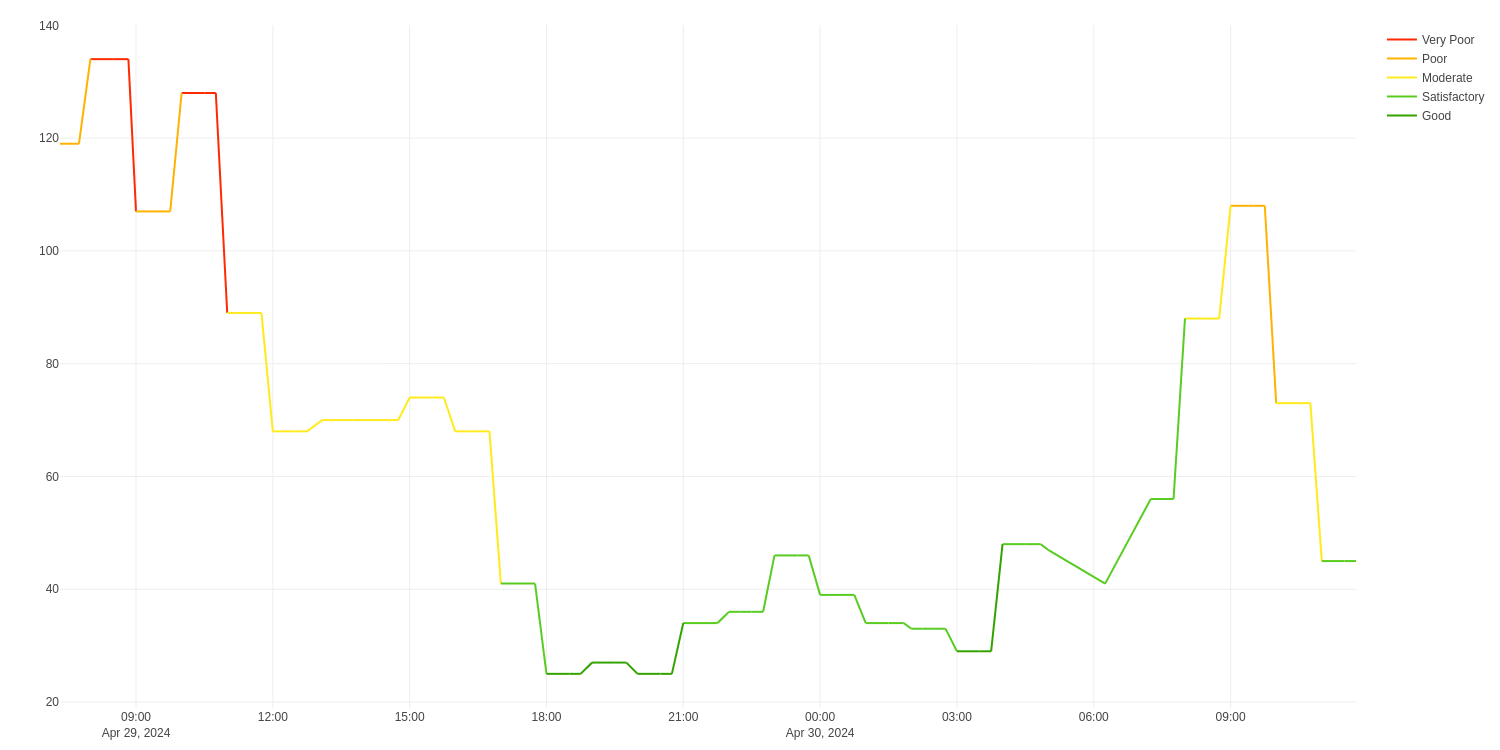 140
120
100
80
60
40
20
09:00
12:00
15:00
18:00
21:00
00:00
03:00
06:00
09:00
Apr 29, 2024
Apr 30, 2024
Very Poor
Poor
Moderate
Satisfactory
Good